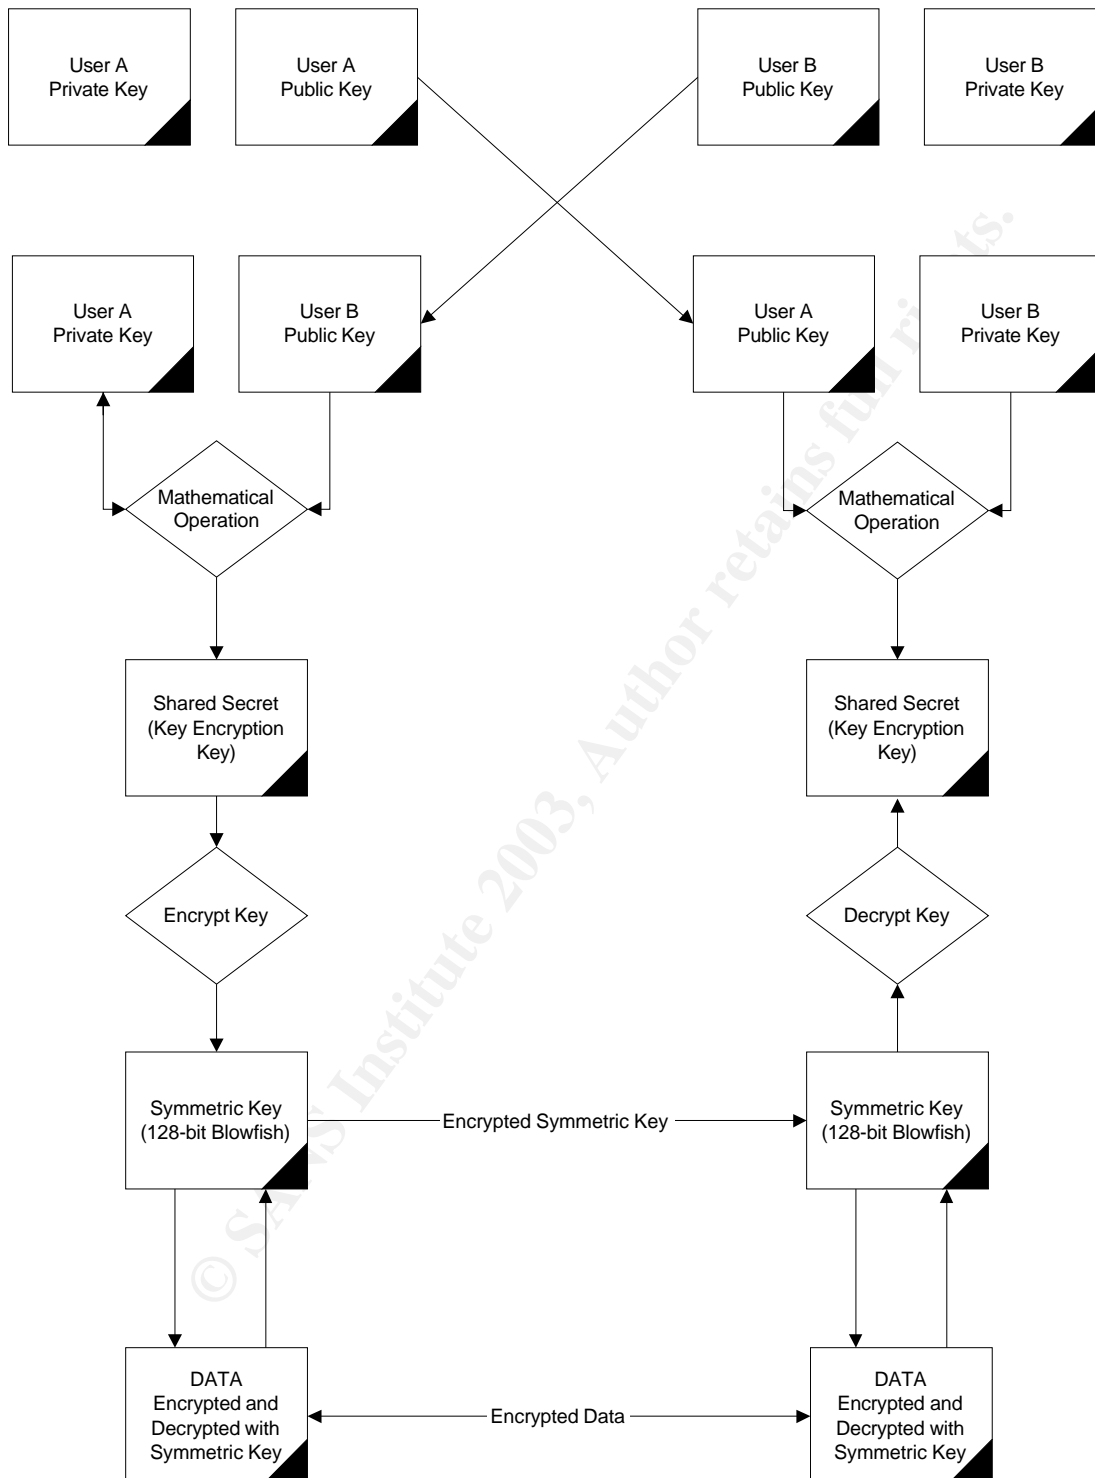 User A
Private Key
User A
Public Key
User B
Public Key
User B
Private Key
User A
Private Key
User B
Public Key
User A
Public Key
User B
Private Key
Mathematical
Operation
Mathematical
Operation
Shared Secret
(Key Encryption
Key)
Shared Secret
(Key Encryption
Key)
Encrypt Key
Decrypt Key
Symmetric Key
(128-bit Blowfish)
Encrypted Symmetric Key
Symmetric Key
(128-bit Blowfish)
DATA
Encrypted and
Decrypted with
Symmetric Key
Encrypted Data
DATA
Encrypted and
Decrypted with
Symmetric Key
© SANS Institute 2003, Author retains full rights.